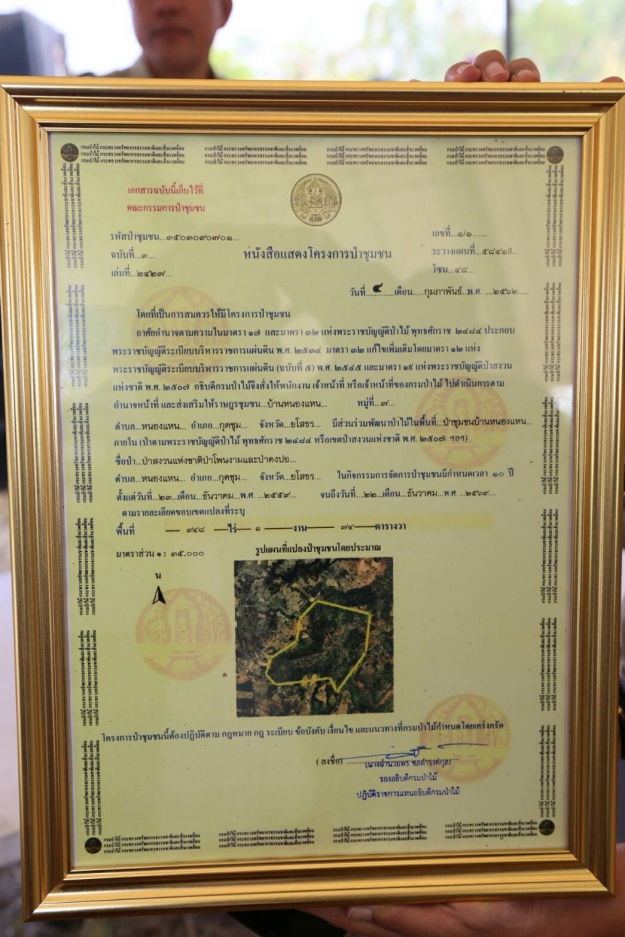 เอกสารฉบับนี้เก็บไว้ที่
คณะกรรมการป่าชุมชน
รหัสป่าชุมชน...๓๕๐๓๐๙๐๗๐๑...
เลขที่...๑/๑......
ฉบับที่...๓....
หนังสือแสดงโครงการป่าชุมชน
ระวางแผนที่...๕๘๔๑II
เล่มที่...๒๔๒๗...
โซน...๔๘...
วันที่..๕......เดือน.....กุมภาพันธ์..พ.ศ. ....๒๕๖๒.....
โดยที่เป็นการสมควรให้มีโครงการป่าชุมชน
อาศัยอำนาจตามความในมาตรา ๑๗ และมาตรา ๓๒ แห่งพระราชบัญญัติป่าไม้ พุทธศักราช ๒๔๘๔ ประกอบ
พระราชบัญญัติระเบียบบริหารราชการแผ่นดิน พ.ศ. ๒๕๓๔ มาตรา ๓๒ แก้ไขเพิ่มเติมโดยมาตรา ๑๒ แห่ง
พระราชบัญญัติระเบียบบริหารราชการแผ่นดิน (ฉบับที่ ๕) พ.ศ. ๒๕๔๕ และมาตรา ๑๙ แห่งพระราชบัญญัติป่าสงวน
แห่งชาติ พ.ศ. ๒๕๐๗ อธิบดีกรมป่าไม้จึงสั่งให้พนักงาน เจ้าหน้าที่ หรือเจ้าหน้าที่ของกรมป่าไม้ ไปดำเนินการตาม
อำนาจหน้าที่ และส่งเสริมให้ราษฎรชุมชน....บ้านหนองแหน... หมู่ที่...๗...
ตำบล...หนองแหน... อำเภอ...กุดชุม... จังหวัด...ยโสธร... มีส่วนร่วมพัฒนาป่าไม้ในพื้นที่...ป่าชุมชนบ้านหนองแหน...
ภายใน (ป่าตามพระราชบัญญัติป่าไม้ พุทธศักราช ๒๔๘๔ หรือเขตป่าสงวนแห่งชาติ พ.ศ. ๒๕๐๗ ฯลฯ)
ชื่อป่า...ป่าสงวนแห่งชาติป่าโพนงามและป่าดงปอ...
ตำบล...หนองแหน... อำเภอ...กุดชุม... จังหวัด...ยโสธร... ในกิจกรรมการจัดการป่าชุมชนมีกำหนดเวลา ๑๐ ปี
ตั้งแต่วันที่...๒๓...เดือน...ธันวาคม...พ.ศ. ...๒๕๕๙... จนถึงวันที่...๒๒...เดือน...ธันวาคม...พ.ศ. ...๒๕๖๙...
ตามรายละเอียดขอบเขตแปลงที่ระบุ
พื้นที่ ๙๔๘ ไร่ ๑ งาน ๗๔ ตารางวา
มาตราส่วน ๑ : ๓๕,๐๐๐
รูปแผนที่แปลงป่าชุมชนโดยประมาณ
น
โครงการป่าชุมชนนี้ต้องปฏิบัติตาม กฎหมาย กฎ ระเบียบ ข้อบังคับ เงื่อนไข และแนวทางที่กรมป่าไม้กำหนดโดยเคร่งครัด
( ลงชื่อ)
รองอธิบดีกรมป่าไม้
ปฏิบัติราชการแทนอธิบดีกรมป่าไม้